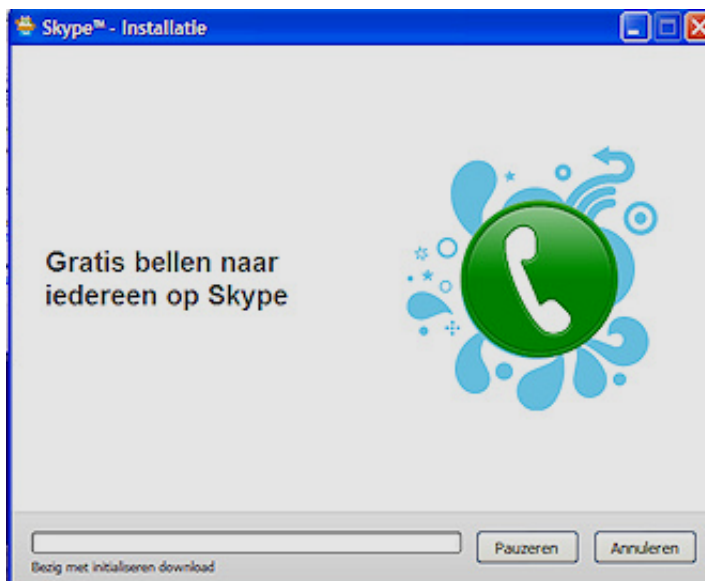 Skype™ - Installatie
Gratis bellen naar
iedereen op Skype
Pauzeren
Annuleren
Bezig met initialiseren download